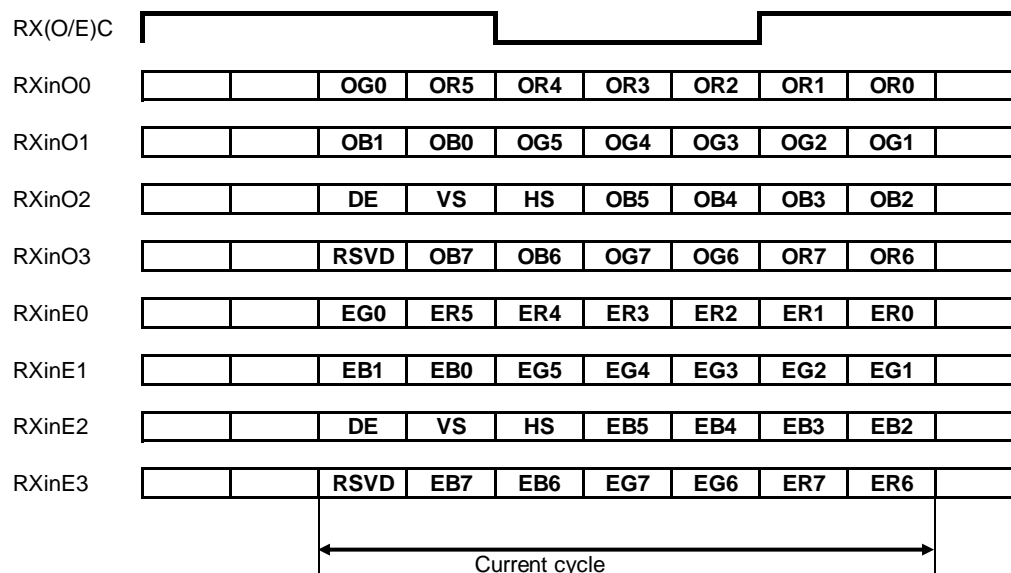 RX(O/E)C
RXinO0 OG0 OR5 OR4 OR3 OR2 OR1 OR0
RXinO1 OB1 OB0 OG5 OG4 OG3 OG2 OG1
RXinO2 DE VS HS OB5 OB4 OB3 OB2
RXinO3 RSVD OB7 OB6 OG7 OG6 OR7 OR6
RXinE0 EG0 ER5 ER4 ER3 ER2 ER1 ER0
RXinE1 EB1 EB0 EG5 EG4 EG3 EG2 EG1
RXinE2 DE VS HS EB5 EB4 EB3 EB2
RXinE3 RSVD EB7 EB6 EG7 EG6 ER7 ER6
Current cycle